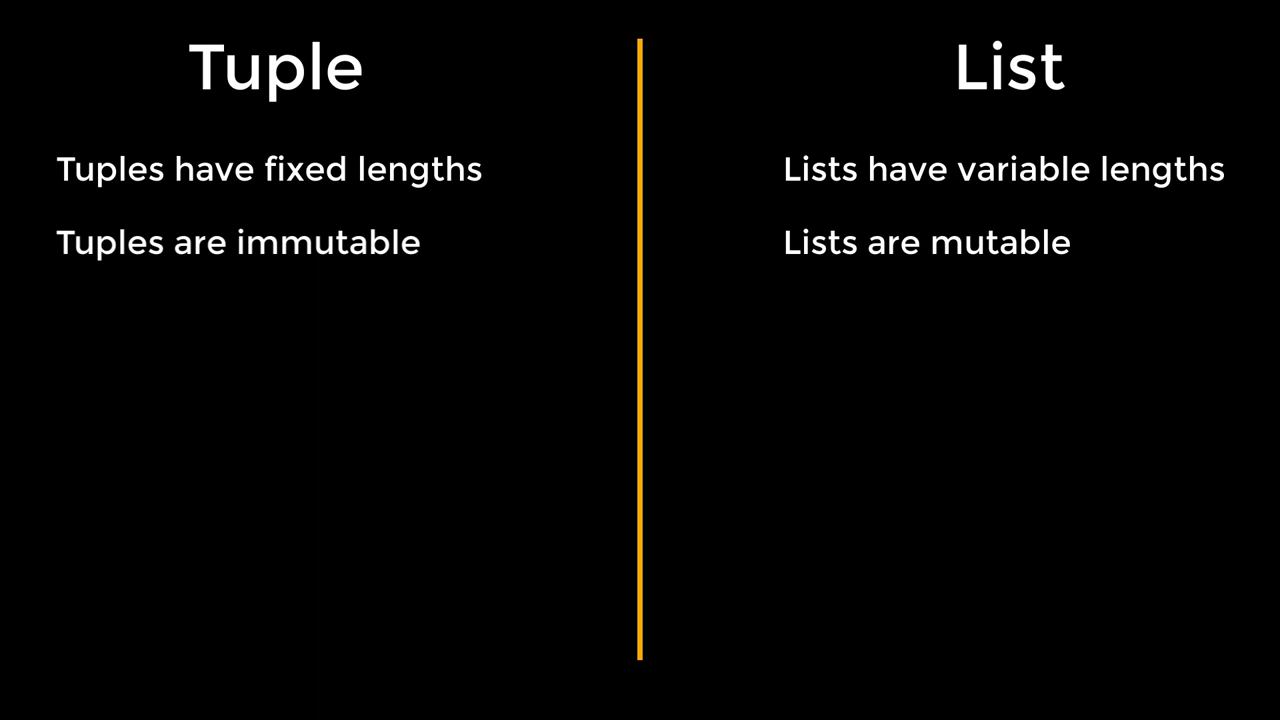 Tuple
Tuples have fixed lengths
Tuples are immutable
List
Lists have variable lengths
Lists are mutable